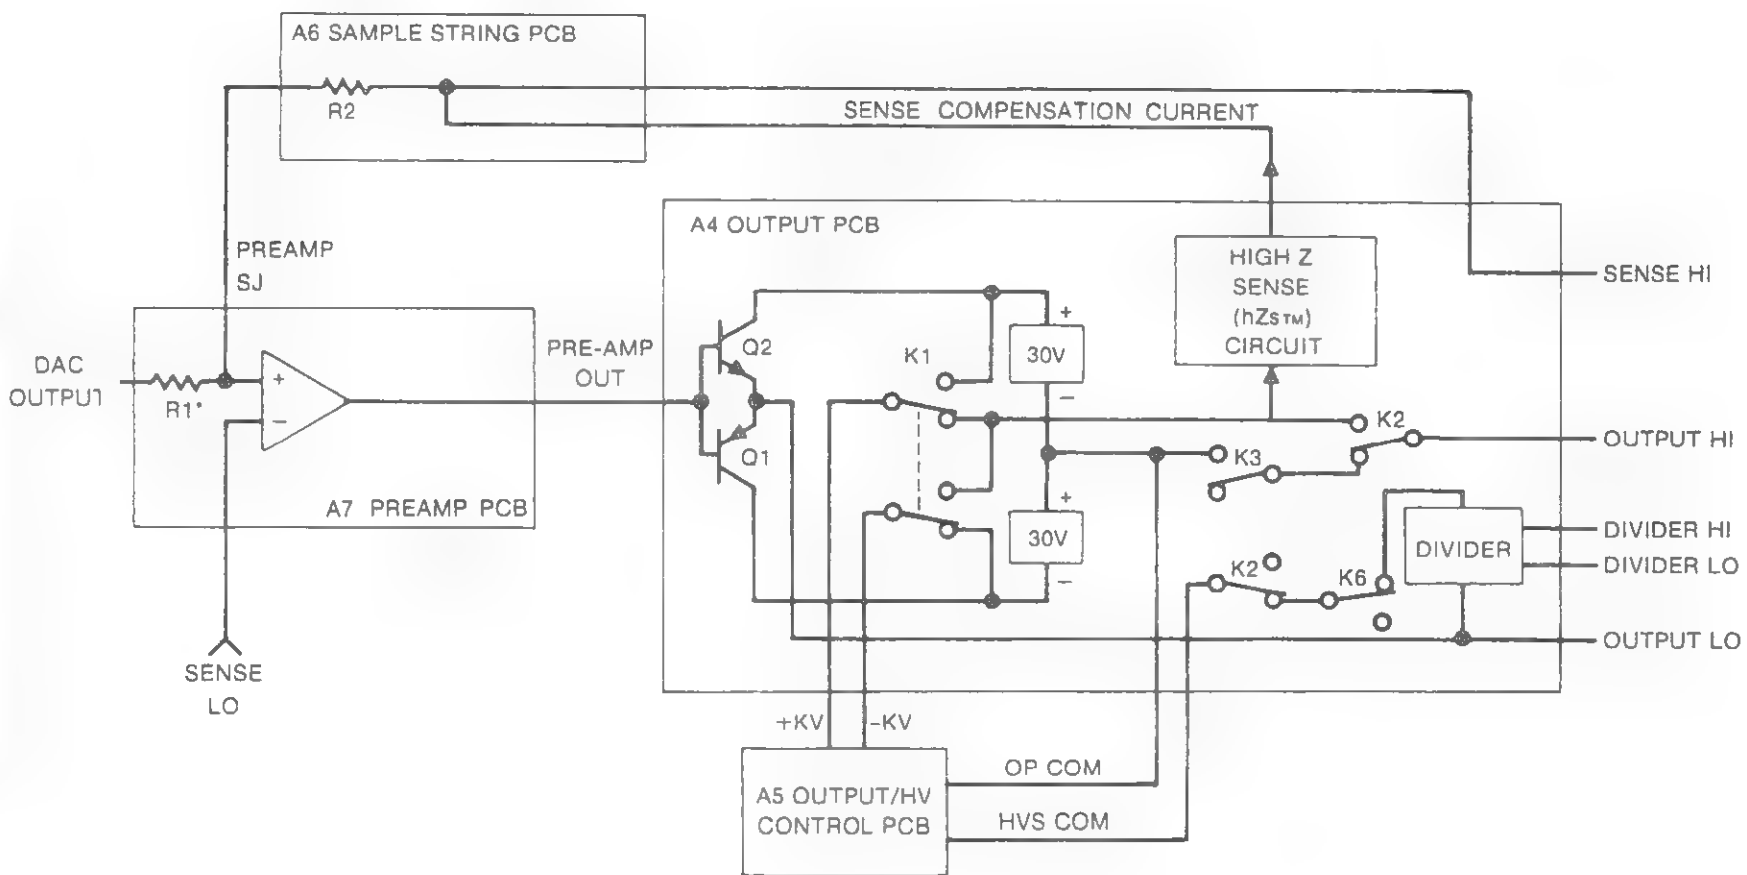 A6 SAMPLE STRING PCB
R2
SENSE COMPENSATION CURRENT
A4 OUTPUT PCB
PREAMP
SJ
HIGH Z
SENSE
(hZSTM)
CIRCUIT
SENSE HI
DAC
OUTPUT
R1*
+
−
A7 PREAMP PCB
PRE-AMP
OUT
Q2
Q1
K1
+
30V
−
+
30V
−
K2
K3
OUTPUT HI
DIVIDER
DIVIDER HI
DIVIDER LO
K2
K6
OUTPUT LO
SENSE
LO
+KV
-KV
A5 OUTPUT/HV
CONTROL PCB
OP COM
HVS COM